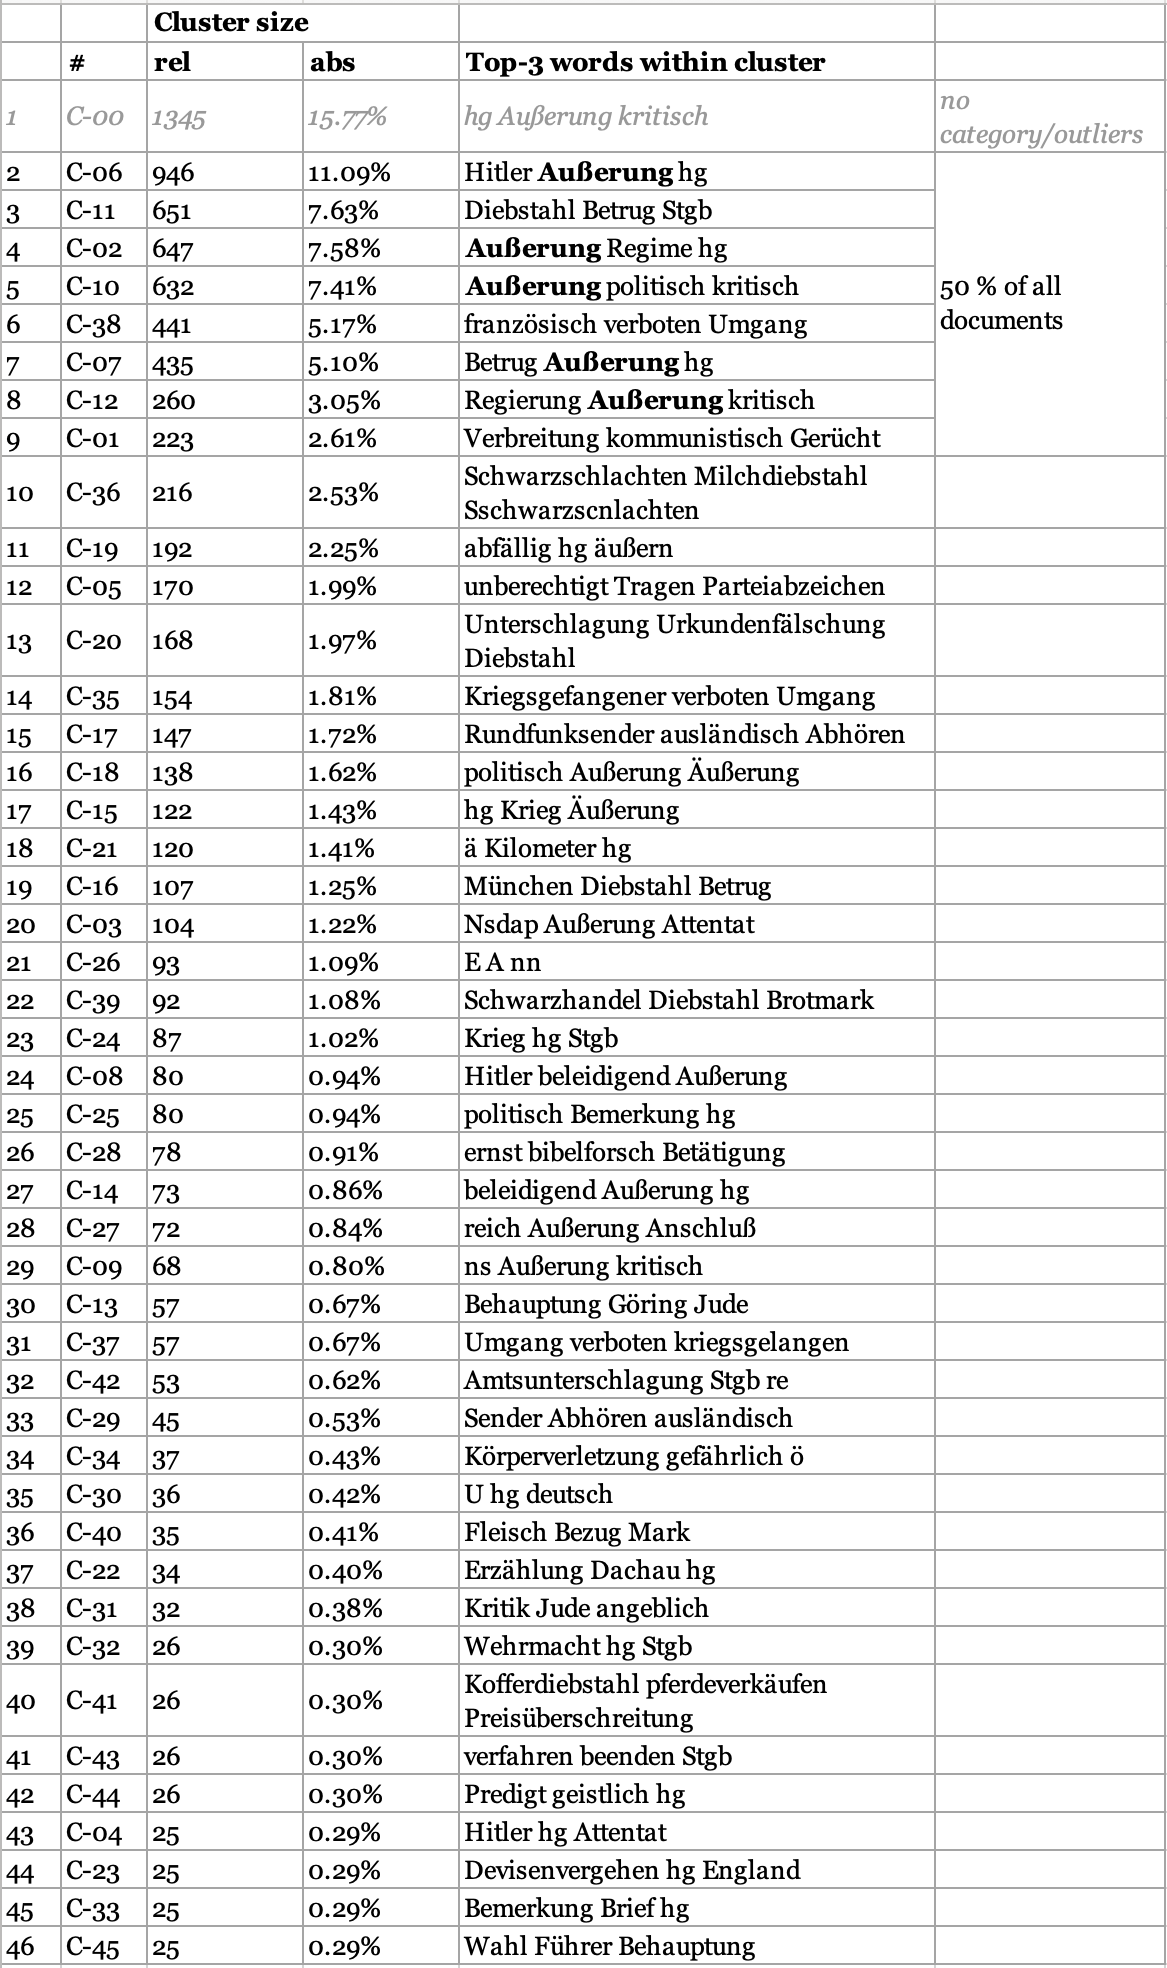 Cluster size
# rel abs Top-3 words within cluster
1 C-00 1345 15.77% hg Außerung kritisch no
category/outliers
2 C-06 946 11.09% Hitler Außerung hg
3 C-11 651 7.63% Diebstahl Betrug Stgb
4 C-02 647 7.58% Außerung Regime hg
5 C-10 632 7.41% Außerung politisch kritisch 50 % of all
documents
6 C-38 441 5.17% französisch verboten Umgang
7 C-07 435 5.10% Betrug Außerung hg
8 C-12 260 3.05% Regierung Außerung kritisch
9 C-01 223 2.61% Verbreitung kommunistisch Gerücht
10 C-36 216 2.53% Schwarzschlachten Milchdiebstahl
Sschwarzscnlachten
11 C-19 192 2.25% abfällig hg äußern
12 C-05 170 1.99% unberechtigt Tragen Parteiabzeichen
13 C-20 168 1.97% Unterschlagung Urkundenfälschung
Diebstahl
14 C-35 154 1.81% Kriegsgefangener verboten Umgang
15 C-17 147 1.72% Rundfunksender ausländisch Abhören
16 C-18 138 1.62% politisch Außerung Äußerung
17 C-15 122 1.43% hg Krieg Äußerung
18 C-21 120 1.41% ä Kilometer hg
19 C-16 107 1.25% München Diebstahl Betrug
20 C-03 104 1.22% Nsdap Außerung Attentat
21 C-26 93 1.09% E A nn
22 C-39 92 1.08% Schwarzhandel Diebstahl Brotmark
23 C-24 87 1.02% Krieg hg Stgb
24 C-08 80 0.94% Hitler beleidigend Außerung
25 C-25 80 0.94% politisch Bemerkung hg
26 C-28 78 0.91% ernst bibelforsch Betätigung
27 C-14 73 0.86% beleidigend Außerung hg
28 C-27 72 0.84% reich Außerung Anschluß
29 C-09 68 0.80% ns Außerung kritisch
30 C-13 57 0.67% Behauptung Göring Jude
31 C-37 57 0.67% Umgang verboten kriegsgelangen
32 C-42 53 0.62% Amtsunterschlagung Stgb re
33 C-29 45 0.53% Sender Abhören ausländisch
34 C-34 37 0.43% Körperverletzung gefährlich ö
35 C-30 36 0.42% U hg deutsch
36 C-40 35 0.41% Fleisch Bezug Mark
37 C-22 34 0.40% Erzählung Dachau hg
38 C-31 32 0.38% Kritik Jude angeblich
39 C-32 26 0.30% Wehrmacht hg Stgb
40 C-41 26 0.30% Kofferdiebstahl pferdeverkäufen
Preisüberschreitung
41 C-43 26 0.30% verfahren beenden Stgb
42 C-44 26 0.30% Predigt geistlich hg
43 C-04 25 0.29% Hitler hg Attentat
44 C-23 25 0.29% Devisenvergehen hg England
45 C-33 25 0.29% Bemerkung Brief hg
46 C-45 25 0.29% Wahl Führer Behauptung